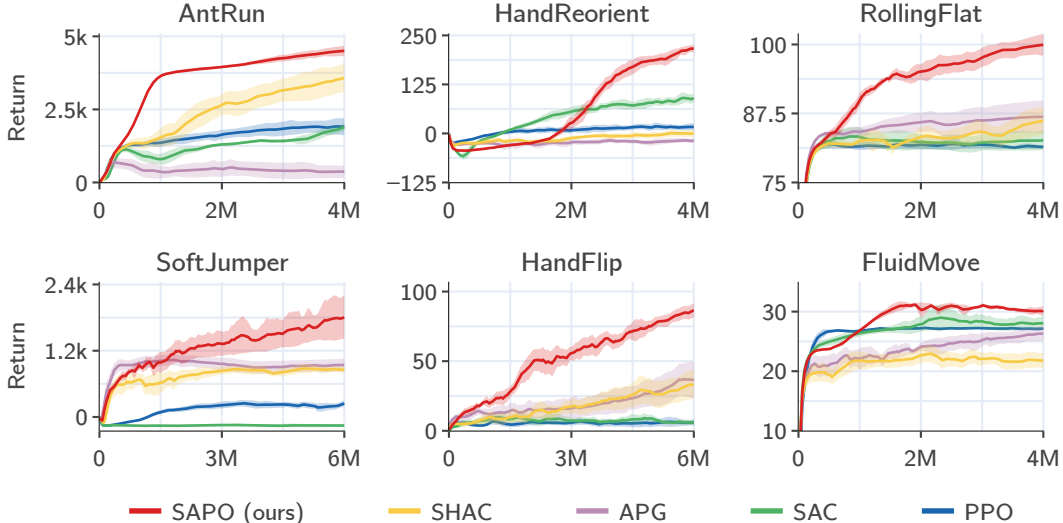 AntRun
HandReorient
RollingFlat
Return
5k
2.5k
0
0
2M
4M
250
125
0
−125
0
2M
4M
100
87.5
75
0
2M
4M
SoftJumper
HandFlip
FluidMove
Return
2.4k
1.2k
0
0
3M
6M
100
50
0
0
3M
6M
30
20
10
0
2M
4M
SAPO (ours)
SHAC
APG
SAC
PPO